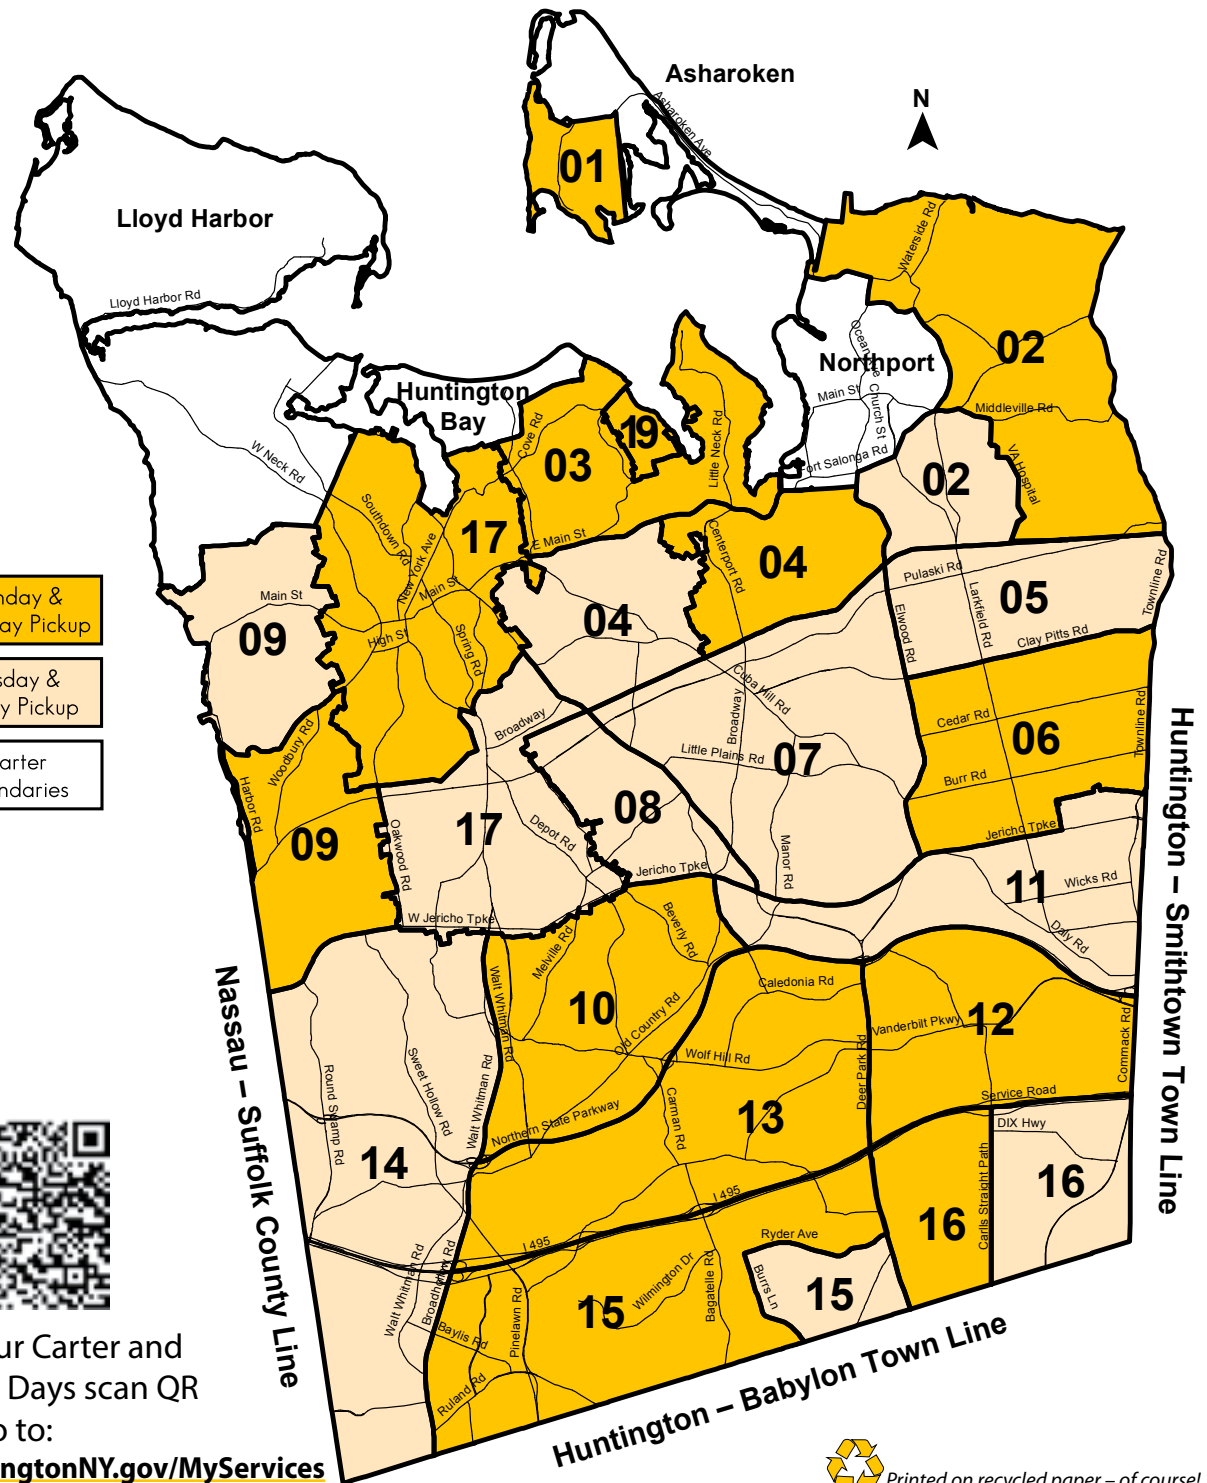 Asharoken
Asharoken Ave
N
01
Lloyd Harbor
Waterside Rd
Lloyd Harbor Rd
Ocean Ave
02
Northport
Huntington
Bay
Main St
Church St
Middleville Rd
Cove Rd
19
Little Neck Rd
W Neck Rd
03
Fort Salonga Rd
VA Hospital
02
Southdown Rd
17
E Main St
New York Ave
Centerport Rd
04
Pulaski Rd
Townline Rd
nday &
ay Pickup
Main St
Main St
04
Elwood Rd
Larkfield Rd
05
09
High St
Spring Rd
Clay Pitts Rd
sday &
y Pickup
Cuba Hill Rd
Broadway
Broadway
Cedar Rd
Townline Rd
06
Woodbury Rd
Little Plains Rd
07
arter
ndaries
Harbor Rd
Burr Rd
08
09
17
Oakwood Rd
Depot Rd
Manor Rd
Jericho Tpke
Jericho Tpke
11
Wicks Rd
W Jericho Tpke
Beverly Rd
Daly Rd
Melville Rd
Walt Whitman Rd
Caledonia Rd
10
Old Country Rd
Vanderbilt Pkwy
12
Commack Rd
Wolf Hill Rd
Deer Park Rd
Sweet Hollow Rd
Round Swamp Rd
Walt Whitman Rd
Service Road
Northern State Parkway
Carman Rd
13
DIX Hwy
14
Carlls Straight Path
16
I 495
16
Ryder Ave
I 495
Walt Whitman Rd
Broadhollow Rd
Wilmington Dr
Bagatelle Rd
Burrs Ln
15
15
Pinelawn Rd
Baylis Rd
Ruland Rd
Huntington – Smithtown Town Line
Nassau – Suffolk County Line
Huntington – Babylon Town Line
ur Carter and
Days scan QR
o to:
ngtonNY.gov/MyServices
Printed on recycled paper – of course!